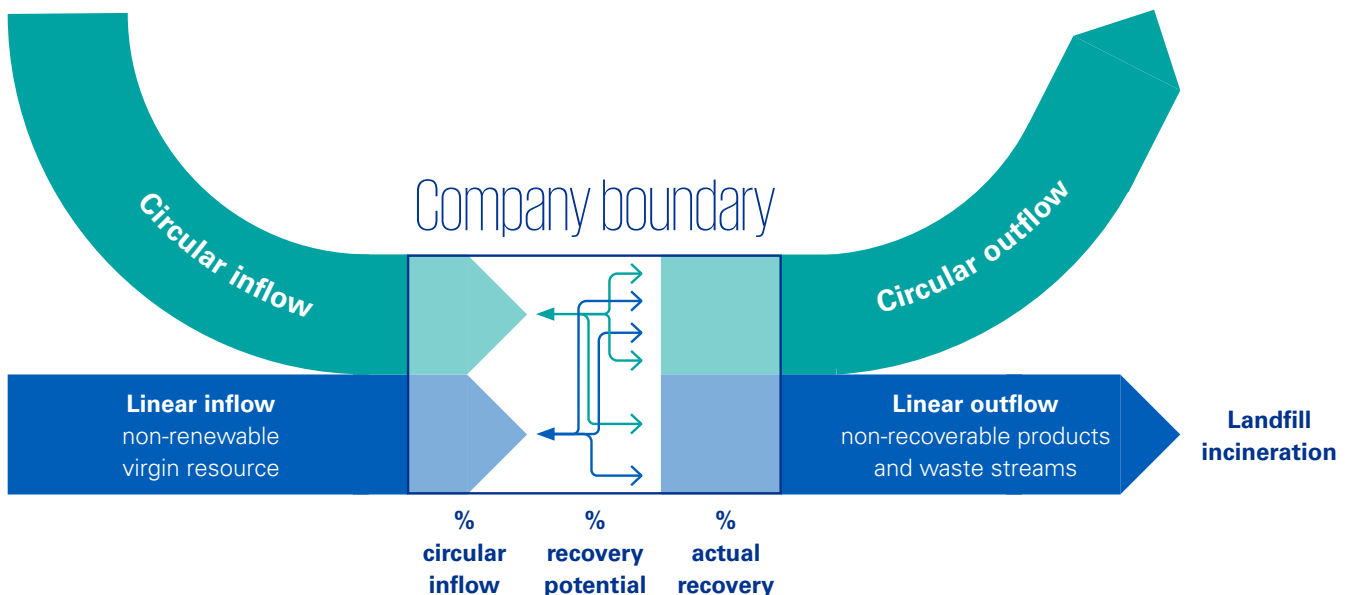 Company boundary
Circular inflow
Circular outflow
Linear inflow
non-renewable
virgin resource
Linear outflow
non-recoverable products
and waste streams
Landfill
incineration
%
circular
inflow
%
recovery
potential
%
actual
recovery